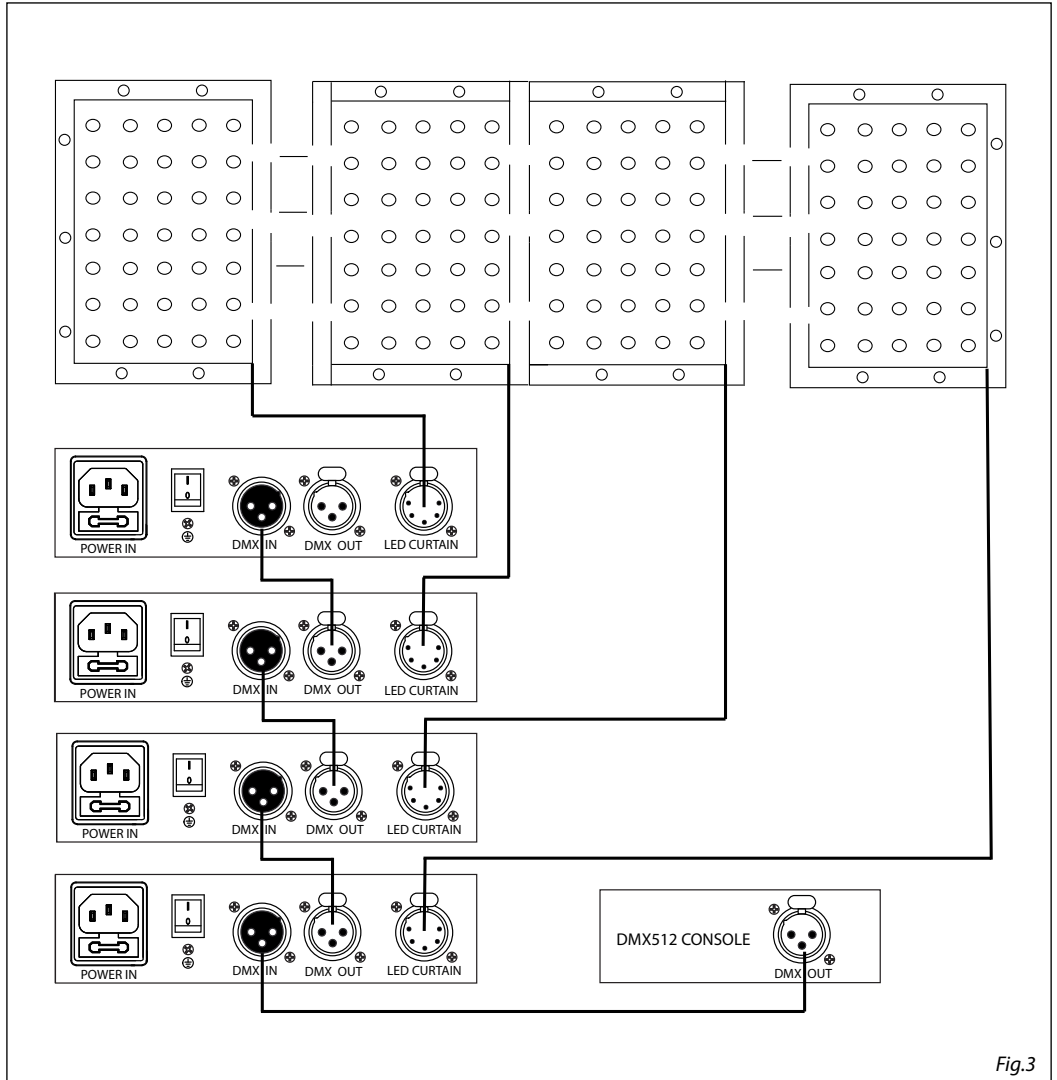 I
O
POWER IN
DMX IN
DMX OUT
LED CURTAIN
I
O
POWER IN
DMX IN
DMX OUT
LED CURTAIN
I
O
POWER IN
DMX IN
DMX OUT
LED CURTAIN
I
O
POWER IN
DMX IN
DMX OUT
LED CURTAIN
DMX512 CONSOLE
DMX OUT
Fig.3